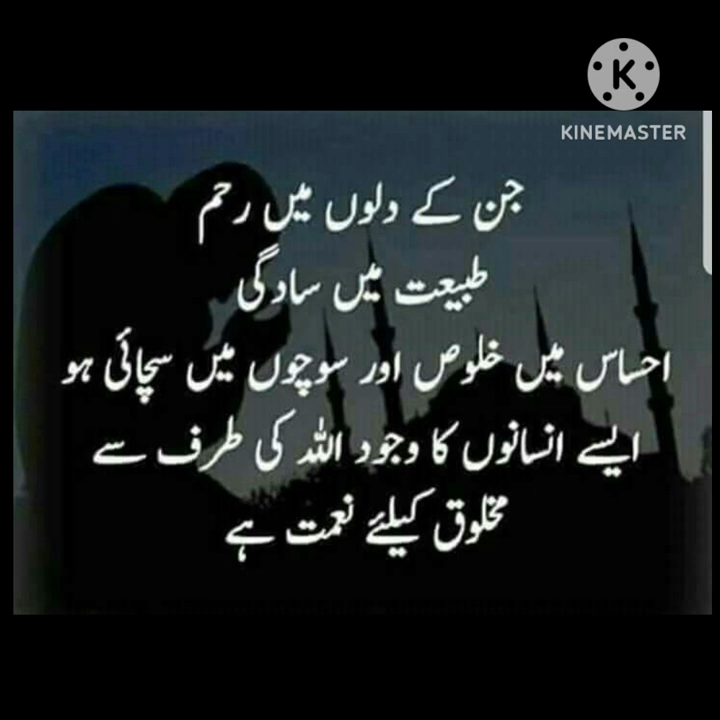 KINEMASTER
جن کے دلوں میں رحم
طبیعت میں سادگی
احساس میں خلوص اور سوچوں میں سچائی ہو
ایسے انسانوں کا وجود اللہ کی طرف سے
مخلوق کیلئے نعمت ہے